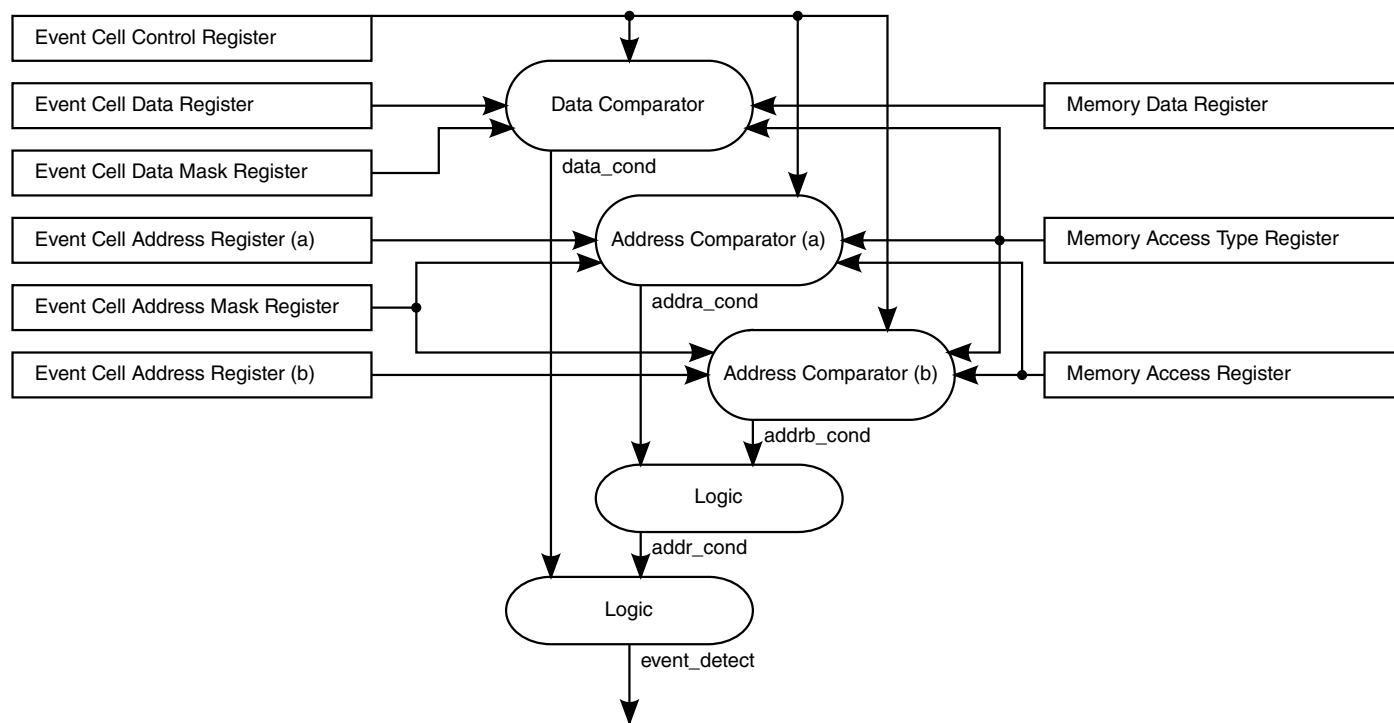 Event Cell Control Register
Event Cell Data Register
Data Comparator
Memory Data Register
Event Cell Data Mask Register
data_cond
Event Cell Address Register (a)
Address Comparator (a)
Memory Access Type Register
Event Cell Address Mask Register
addra_cond
Event Cell Address Register (b)
Address Comparator (b)
Memory Access Register
addrb_cond
Logic
addr_cond
Logic
event_detect